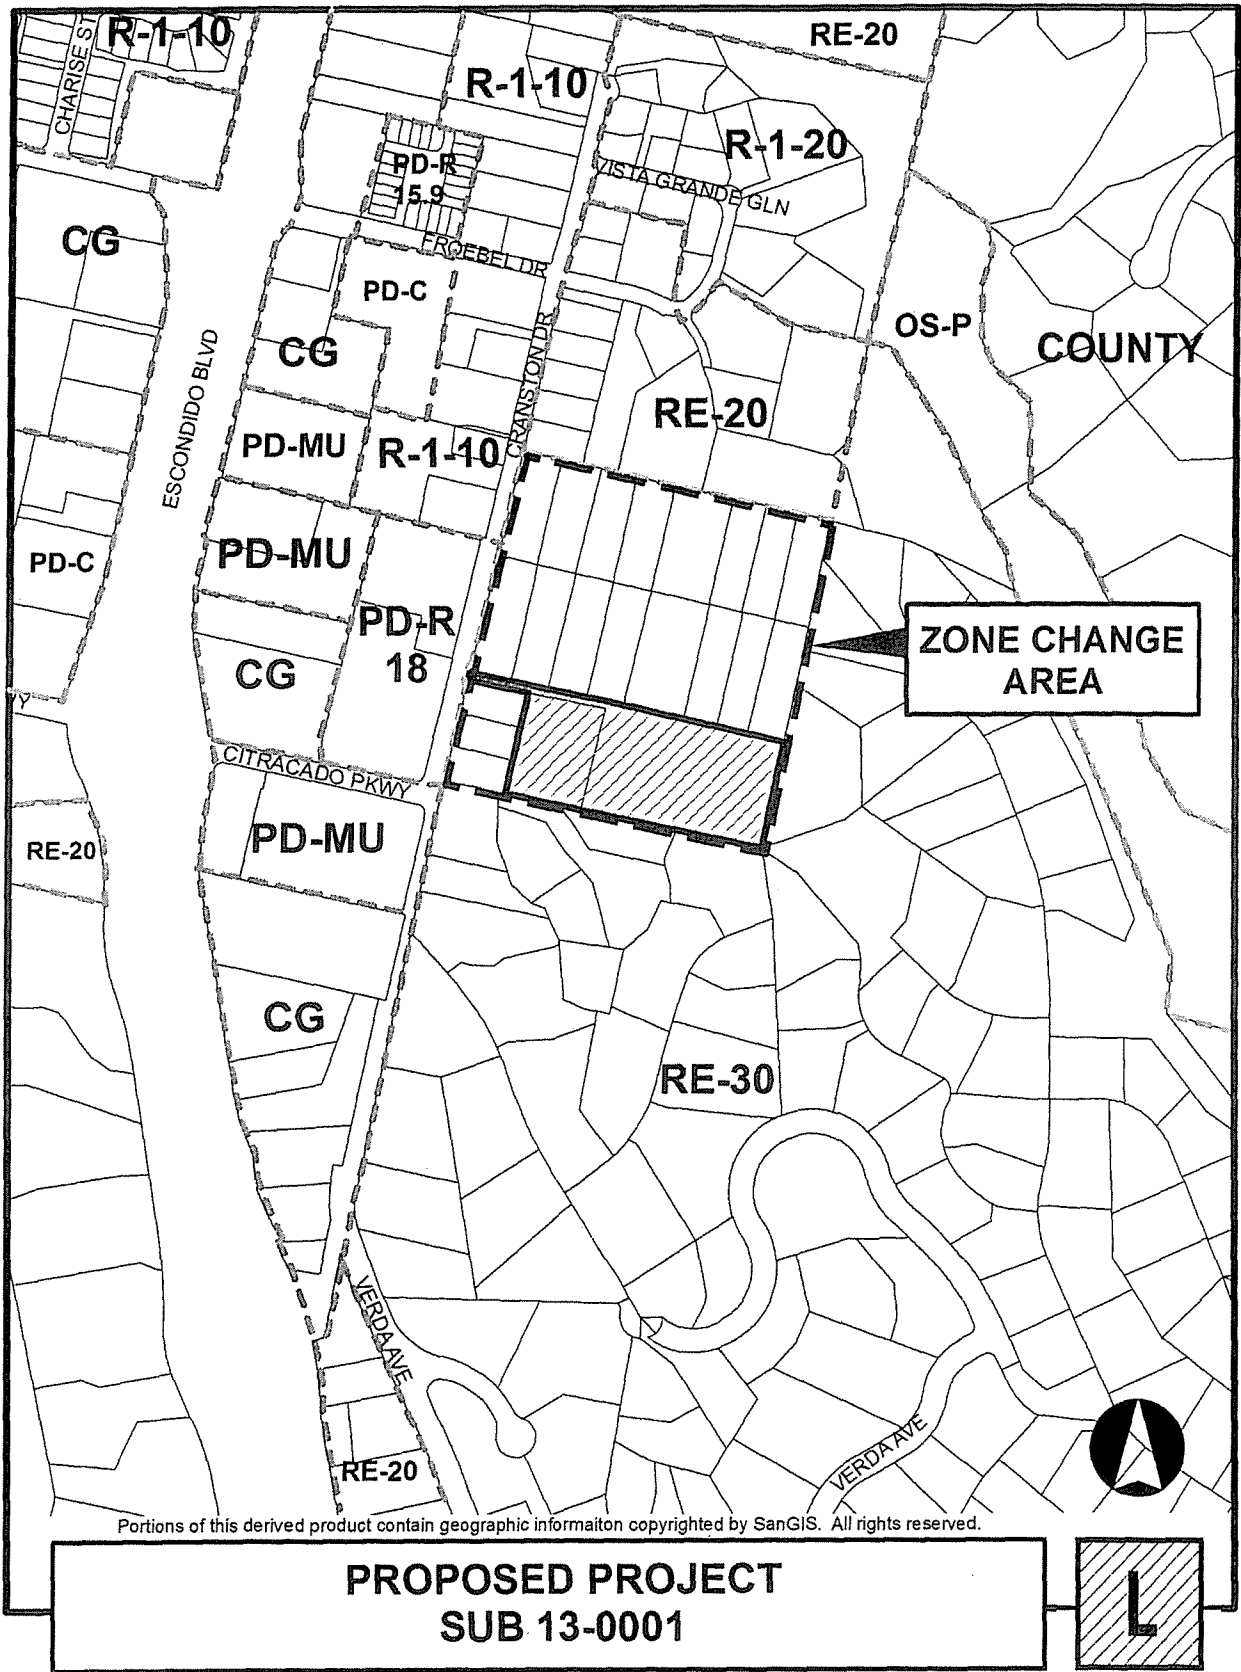 R-1-10
CHARISE ST
RE-20
R-1-10
R-1-20
PD-R
15.9
VISTA GRANDE GLN
CG
FROEBEL DR
PD-C
OS-P
COUNTY
CG
ESCONDIDO BLVD
CRANSTON DR
RE-20
PD-MU
R-1-10
PD-MU
PD-C
PD-R
18
ZONE CHANGE
AREA
CG
WY
CITRACADO PKWY
PD-MU
RE-20
CG
RE-30
VERDA AVE
VERDA AVE
RE-20
Portions of this derived product contain geographic informaiton copyrighted by SanGIS. All rights reserved.
PROPOSED PROJECT
SUB 13-0001
L